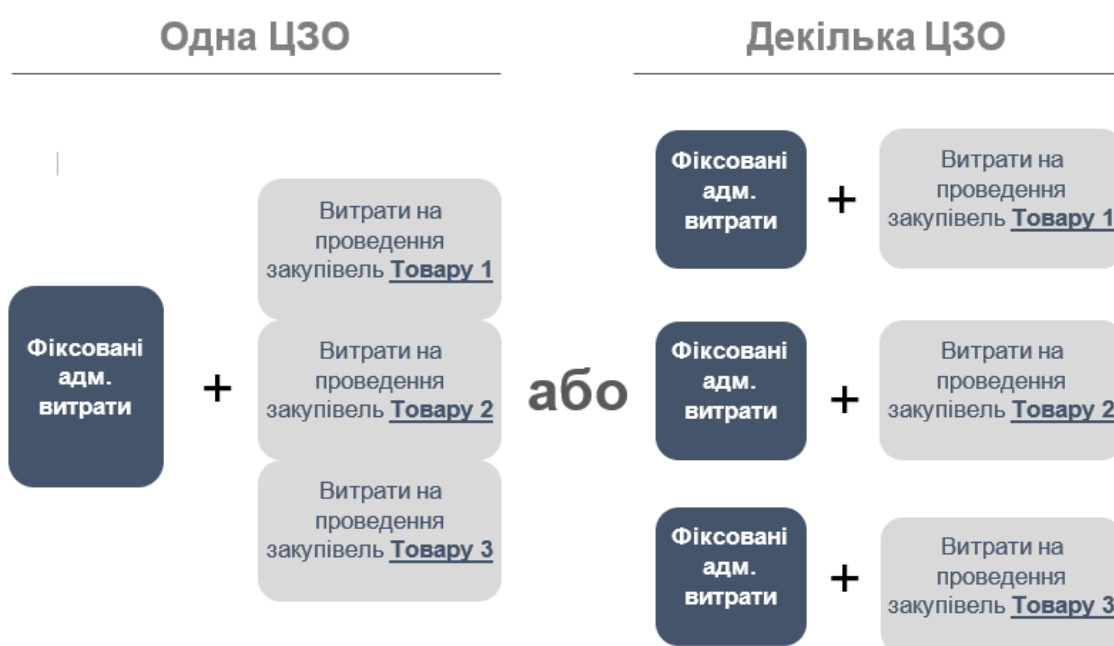 Одна ЦЗО
Декілька ЦЗО
Фіксовані
адм.
витрати
+
Витрати на
проведення
закупівель Товару 1
Витрати на
проведення
закупівель Товару 2
Витрати на
проведення
закупівель Товару 3
або
Фіксовані
адм.
витрати
+
Витрати на
проведення
закупівель Товару 1
Фіксовані
адм.
витрати
+
Витрати на
проведення
закупівель Товару 2
Фіксовані
адм.
витрати
+
Витрати на
проведення
закупівель Товару 3